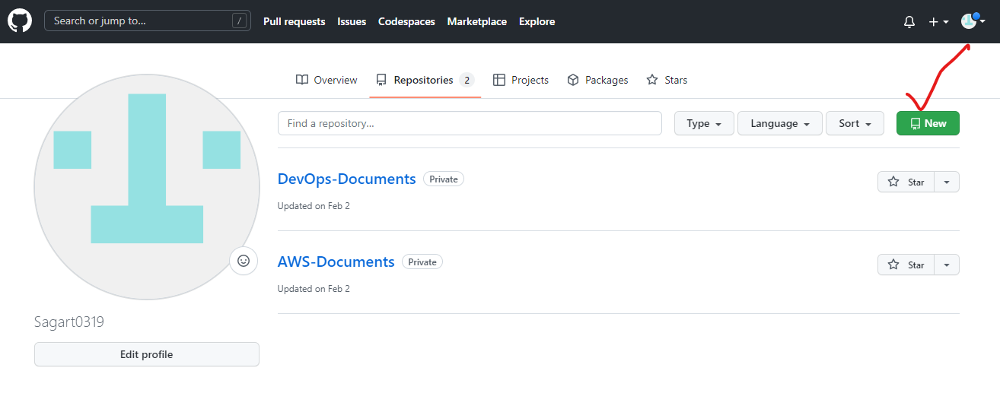 Search or jump to... /
Pull requests Issues Codespaces Marketplace Explore
Overview Repositories 2 Projects Packages Stars
Find a repository... Type Language Sort New
DevOps-Documents Private
Star
Updated on Feb 2
AWS-Documents Private
Star
Updated on Feb 2
Sagart0319
Edit profile